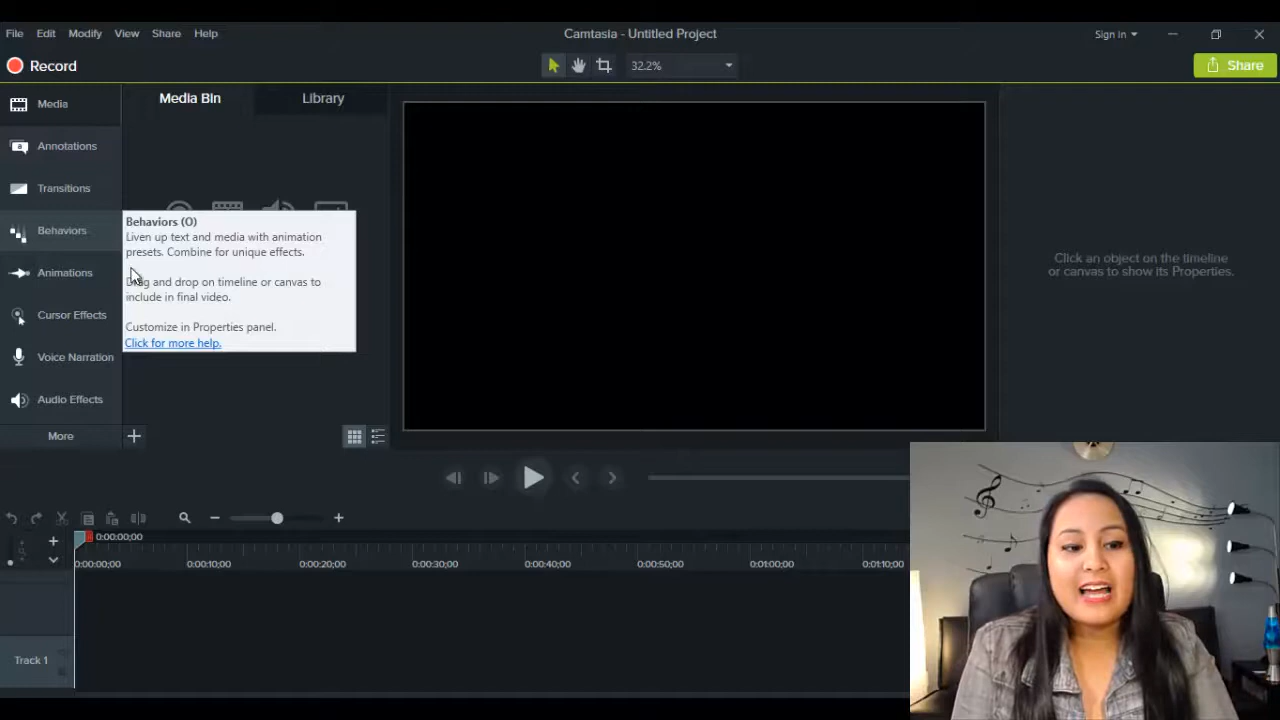 File Edit Modify View Share Help
Camtasia - Untitled Project
Sign in
Record
32.2%
Share
Media
Annotations
Transitions
Behaviors
Animations
Cursor Effects
Voice Narration
Audio Effects
More
Media Bin
Library
Behaviors (O)
Liven up text and media with animation
presets. Combine for unique effects.
Drag and drop on timeline or canvas to
include in final video.
Customize in Properties panel.
Click for more help.
Click an object on the timeline
or canvas to show its Properties.
0:00:00;00
0:00:00;00 0:00:10;00 0:00:20;00 0:00:30;00 0:00:40;00 0:00:50;00 0:01:00;00 0:01:10;00
Track 1